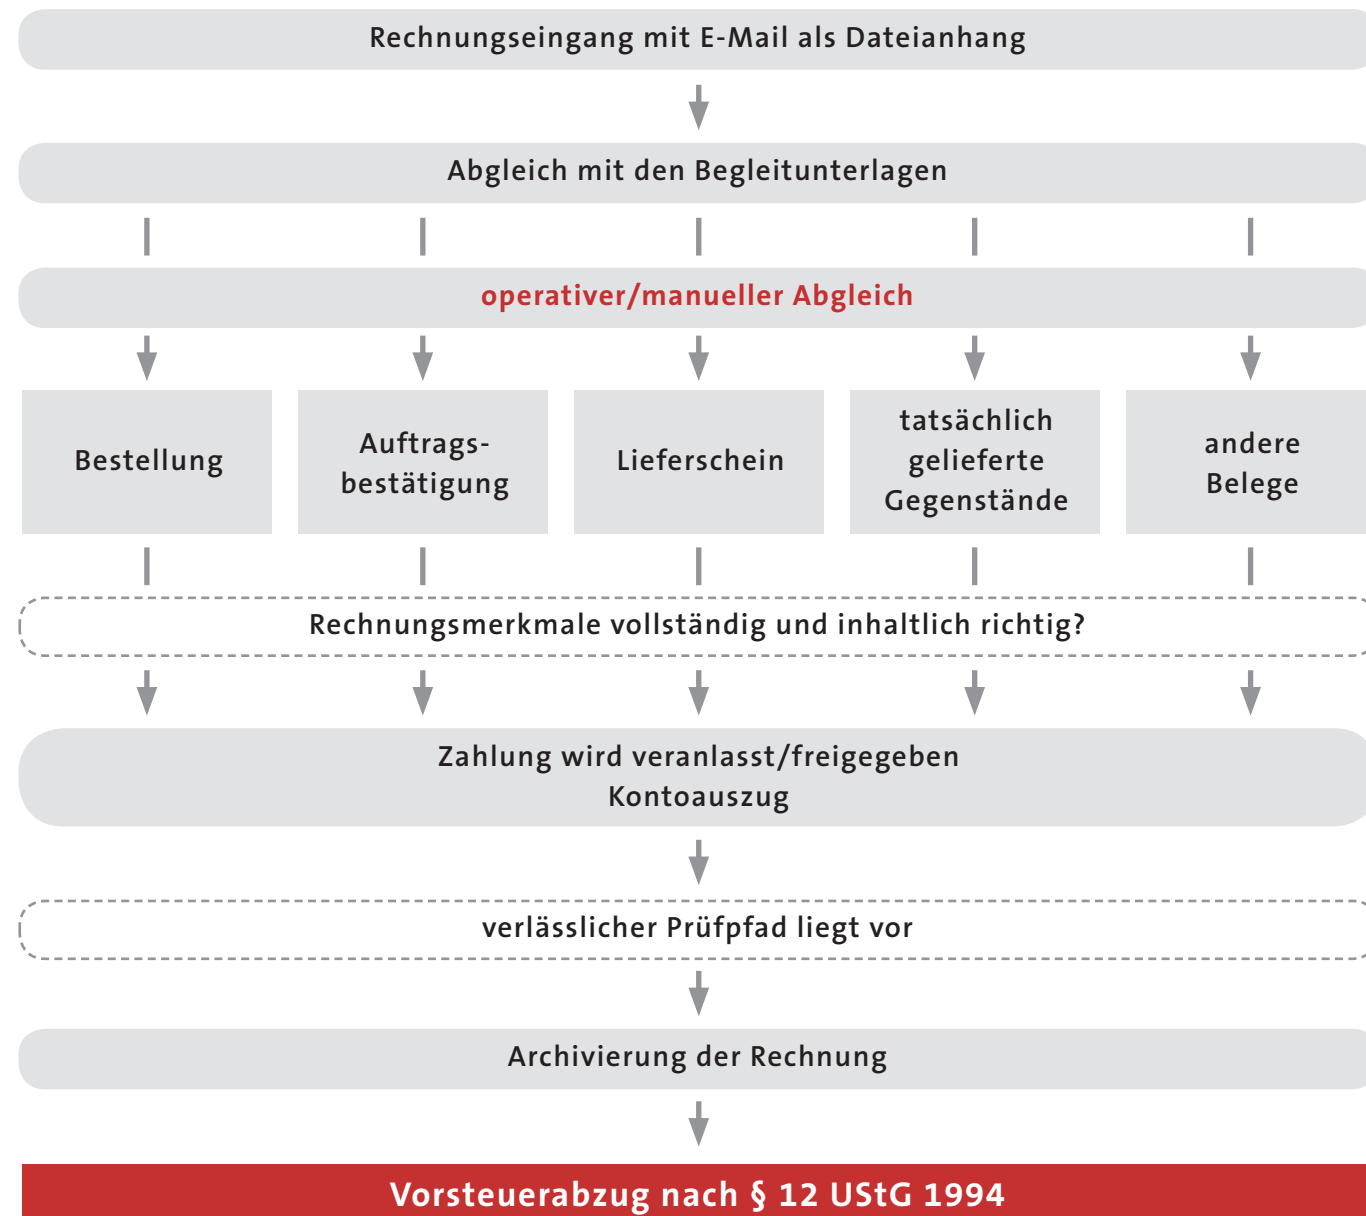 Rechnungseingang mit E-Mail als Dateianhang
Abgleich mit den Begleitunterlagen
operativer/manueller Abgleich
Bestellung
Auftrags-
bestätigung
Lieferschein
tatsächlich
gelieferte
Gegenstände
andere
Belege
Rechnungsmerkmale vollständig und inhaltlich richtig?
Zahlung wird veranlasst/freigegeben
Kontoauszug
verlässlicher Prüfpfad liegt vor
Archivierung der Rechnung
Vorsteuerabzug nach § 12 UStG 1994